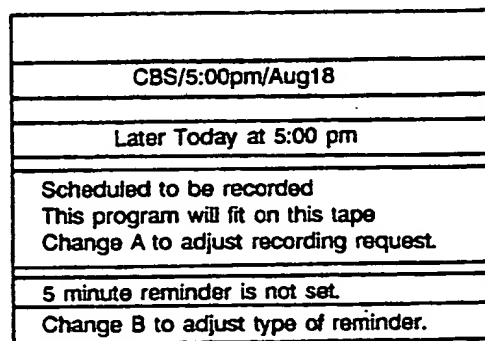 CBS/5:00pm/Aug18
Later Today at 5:00 pm
Scheduled to be recorded
This program will fit on this tape
Change A to adjust recording request.
5 minute reminder is not set.
Change B to adjust type of reminder.